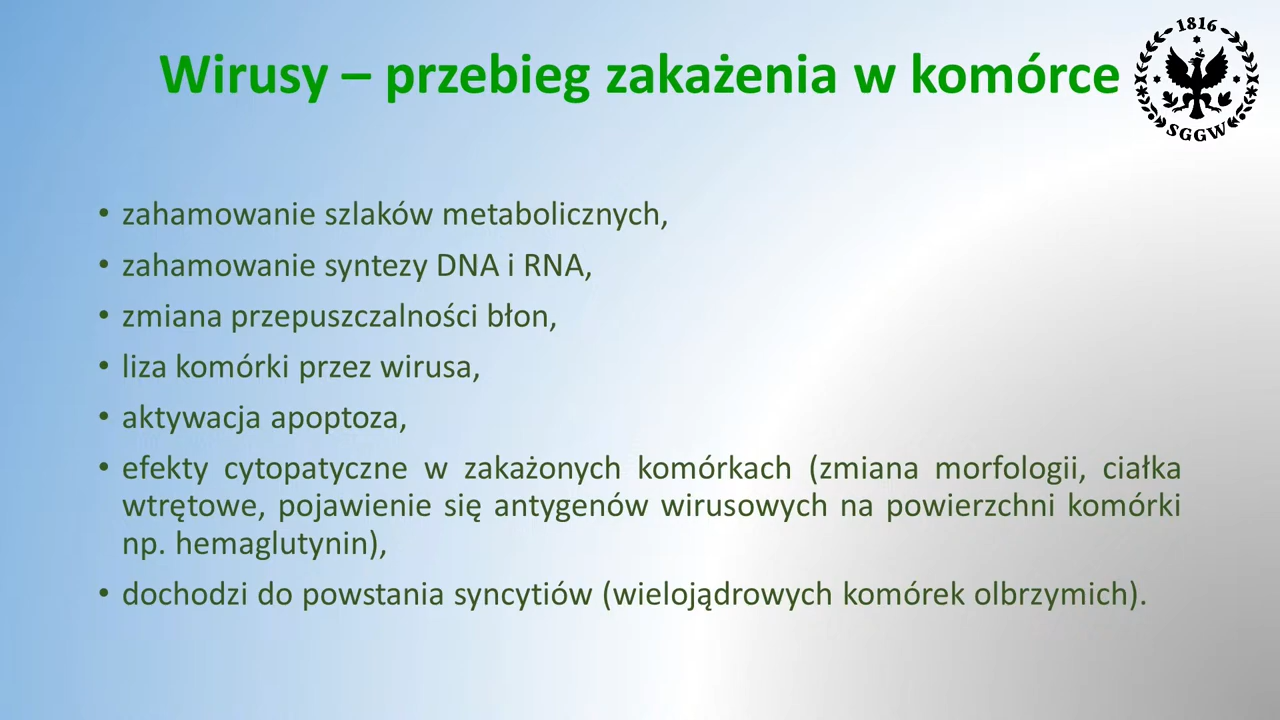 Wirusy – przebieg zakażenia w komórce
1816
SGGW
• zahamowanie szlaków metabolicznych,
• zahamowanie syntezy DNA i RNA,
• zmiana przepuszczalności błon,
• liza komórki przez wirusa,
• aktywacja apoptoza,
• efekty cytopatyczne w zakażonych komórkach (zmiana morfologii, ciałka
wtrętowe, pojawienie się antygenów wirusowych na powierzchni komórki
np. hemaglutynin),
• dochodzi do powstania syncytiów (wielojądrowych komórek olbrzymich).